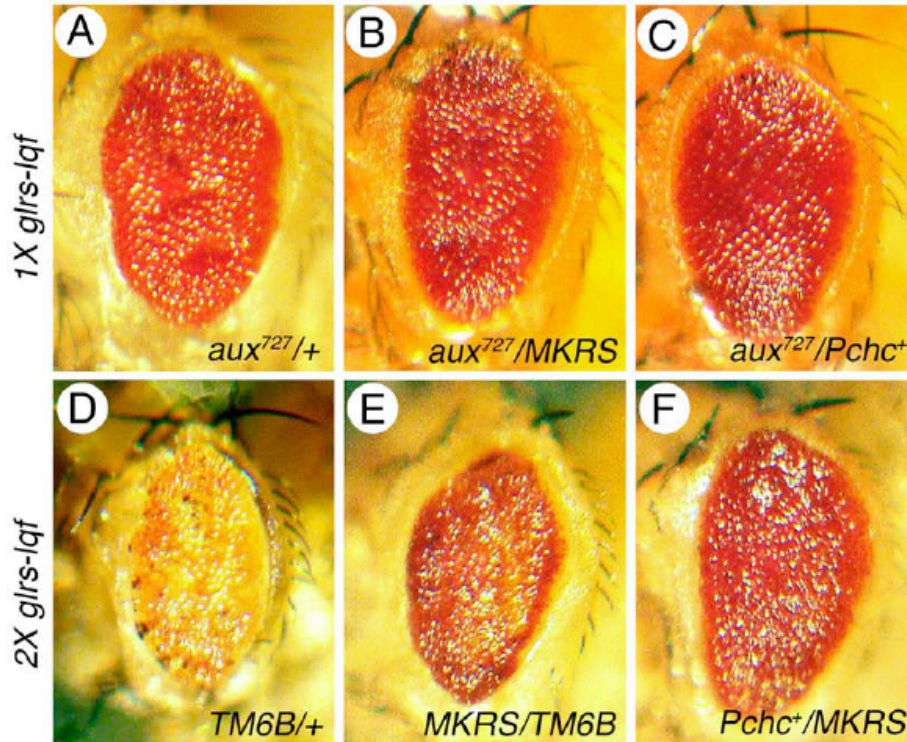 A
B
C
1X glrs-lqf
aux⁷²⁷/+
aux⁷²⁷/MKRS
aux⁷²⁷/Pchc⁺
D
E
F
2X glrs-lqf
TM6B/+
MKRS/TM6B
Pchc⁺/MKRS